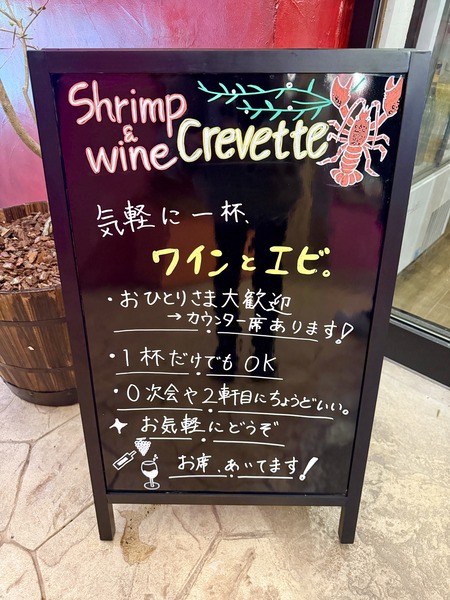 Shrimp
& wine Crevette
気軽に一杯、
ワインとエビ。
・おひとりさま大歓迎
→カウンター席あります!
・1杯だけでもOK
・0次会や2軒目にちょうどいい。
お気軽にどうぞ
お席、あいてます!